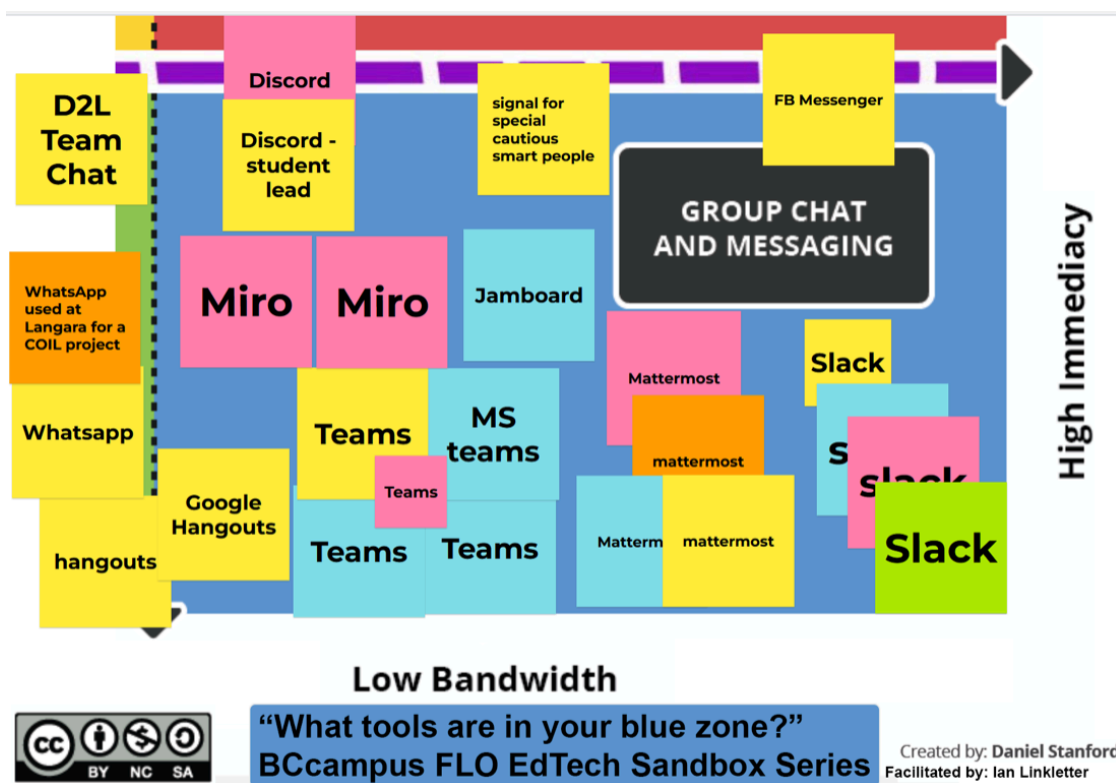 Discord
D2L
Team
Chat
Discord -
student
lead
signal for
special
cautious
smart people
FB Messenger
GROUP CHAT
AND MESSAGING
High Immediacy
WhatsApp
used at
Langara for a
COIL project
Miro
Miro
Jamboard
Mattermost
Slack
Whatsapp
Teams
MS
teams
Teams
mattermost
s
slack
Google
Hangouts
hangouts
Teams
Teams
Matterm
mattermost
Slack
Low Bandwidth
“What tools are in your blue zone?”
BCcampus FLO EdTech Sandbox Series
Created by: Daniel Stanford
Facilitated by: Ian Linkletter
cc
BY NC SA